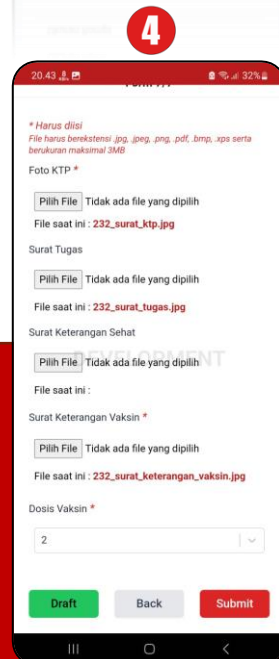 4
20.43
32%
* Harus diisi
File harus berekstensi .jpg, .jpeg, .png, .pdf, .bmp, .xps serta
berukuran maksimal 3MB
Foto KTP *
Pilih File Tidak ada file yang dipilih
File saat ini : 232_surat_ktp.jpg
Surat Tugas
Pilih File Tidak ada file yang dipilih
File saat ini : 232_surat_tugas.jpg
Surat Keterangan Sehat
DEVELOPMENT
Pilih File Tidak ada file yang dipilih
File saat ini :
Surat Keterangan Vaksin *
Pilih File Tidak ada file yang dipilih
File saat ini : 232_surat_keterangan_vaksin.jpg
Dosis Vaksin *
2
Draft Back Submit